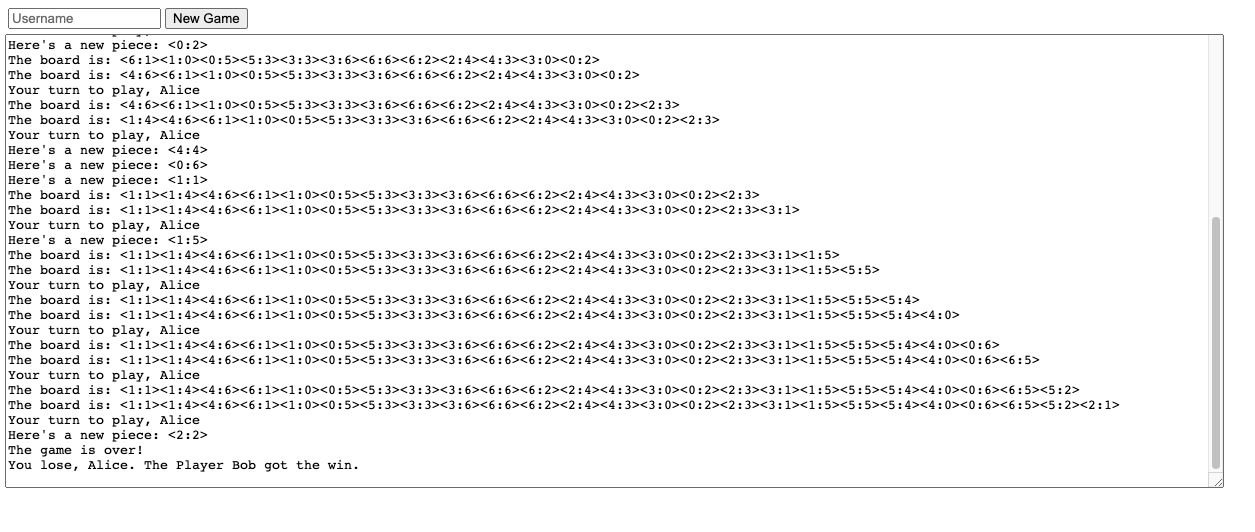 Username New Game
Here's a new piece: <0:2>
The board is: <6:1><1:0><0:5><5:3><3:3><3:6><6:6><6:2><2:4><4:3><3:0><0:2>
The board is: <4:6><6:1><1:0><0:5><5:3><3:3><3:6><6:6><6:2><2:4><4:3><3:0><0:2>
Your turn to play, Alice
The board is: <4:6><6:1><1:0><0:5><5:3><3:3><3:6><6:6><6:2><2:4><4:3><3:0><0:2><2:3>
The board is: <1:4><4:6><6:1><1:0><0:5><5:3><3:3><3:6><6:6><6:2><2:4><4:3><3:0><0:2><2:3>
Your turn to play, Alice
Here's a new piece: <4:4>
Here's a new piece: <0:6>
Here's a new piece: <1:1>
The board is: <1:1><1:4><4:6><6:1><1:0><0:5><5:3><3:3><3:6><6:6><6:2><2:4><4:3><3:0><0:2><2:3>
The board is: <1:1><1:4><4:6><6:1><1:0><0:5><5:3><3:3><3:6><6:6><6:2><2:4><4:3><3:0><0:2><2:3><3:1>
Your turn to play, Alice
Here's a new piece: <1:5>
The board is: <1:1><1:4><4:6><6:1><1:0><0:5><5:3><3:3><3:6><6:6><6:2><2:4><4:3><3:0><0:2><2:3><3:1><1:5>
The board is: <1:1><1:4><4:6><6:1><1:0><0:5><5:3><3:3><3:6><6:6><6:2><2:4><4:3><3:0><0:2><2:3><3:1><1:5><5:5>
Your turn to play, Alice
The board is: <1:1><1:4><4:6><6:1><1:0><0:5><5:3><3:3><3:6><6:6><6:2><2:4><4:3><3:0><0:2><2:3><3:1><1:5><5:5><5:4>
The board is: <1:1><1:4><4:6><6:1><1:0><0:5><5:3><3:3><3:6><6:6><6:2><2:4><4:3><3:0><0:2><2:3><3:1><1:5><5:5><5:4><4:0>
Your turn to play, Alice
The board is: <1:1><1:4><4:6><6:1><1:0><0:5><5:3><3:3><3:6><6:6><6:2><2:4><4:3><3:0><0:2><2:3><3:1><1:5><5:5><5:4><4:0><0:6>
The board is: <1:1><1:4><4:6><6:1><1:0><0:5><5:3><3:3><3:6><6:6><6:2><2:4><4:3><3:0><0:2><2:3><3:1><1:5><5:5><5:4><4:0><0:6><6:5>
Your turn to play, Alice
The board is: <1:1><1:4><4:6><6:1><1:0><0:5><5:3><3:3><3:6><6:6><6:2><2:4><4:3><3:0><0:2><2:3><3:1><1:5><5:5><5:4><4:0><0:6><6:5><5:2>
The board is: <1:1><1:4><4:6><6:1><1:0><0:5><5:3><3:3><3:6><6:6><6:2><2:4><4:3><3:0><0:2><2:3><3:1><1:5><5:5><5:4><4:0><0:6><6:5><5:2><2:1>
Your turn to play, Alice
Here's a new piece: <2:2>
The game is over!
You lose, Alice. The Player Bob got the win.